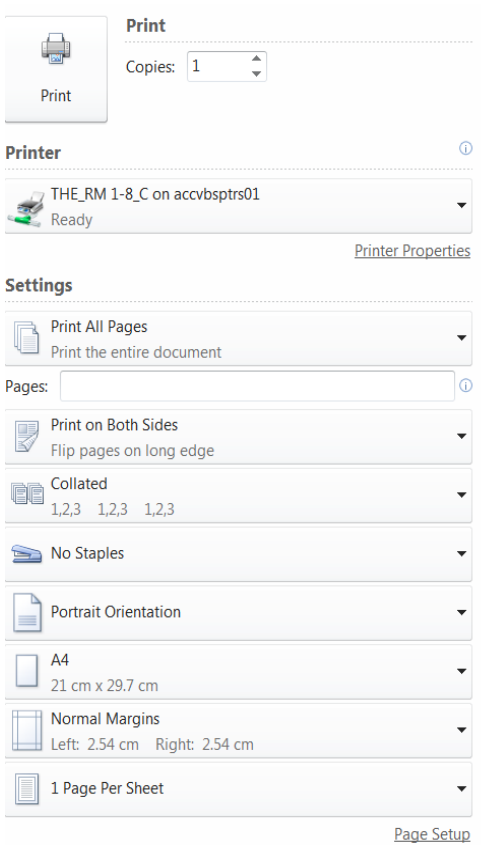 Print
Copies: 1
Print
Printer
THE_RM 1-8_C on accvbsptrs01
Ready
Printer Properties
Settings
Print All Pages
Print the entire document
Pages:
Print on Both Sides
Flip pages on long edge
Collated
1,2,3 1,2,3 1,2,3
No Staples
Portrait Orientation
A4
21 cm x 29.7 cm
Normal Margins
Left: 2.54 cm Right: 2.54 cm
1 Page Per Sheet
Page Setup